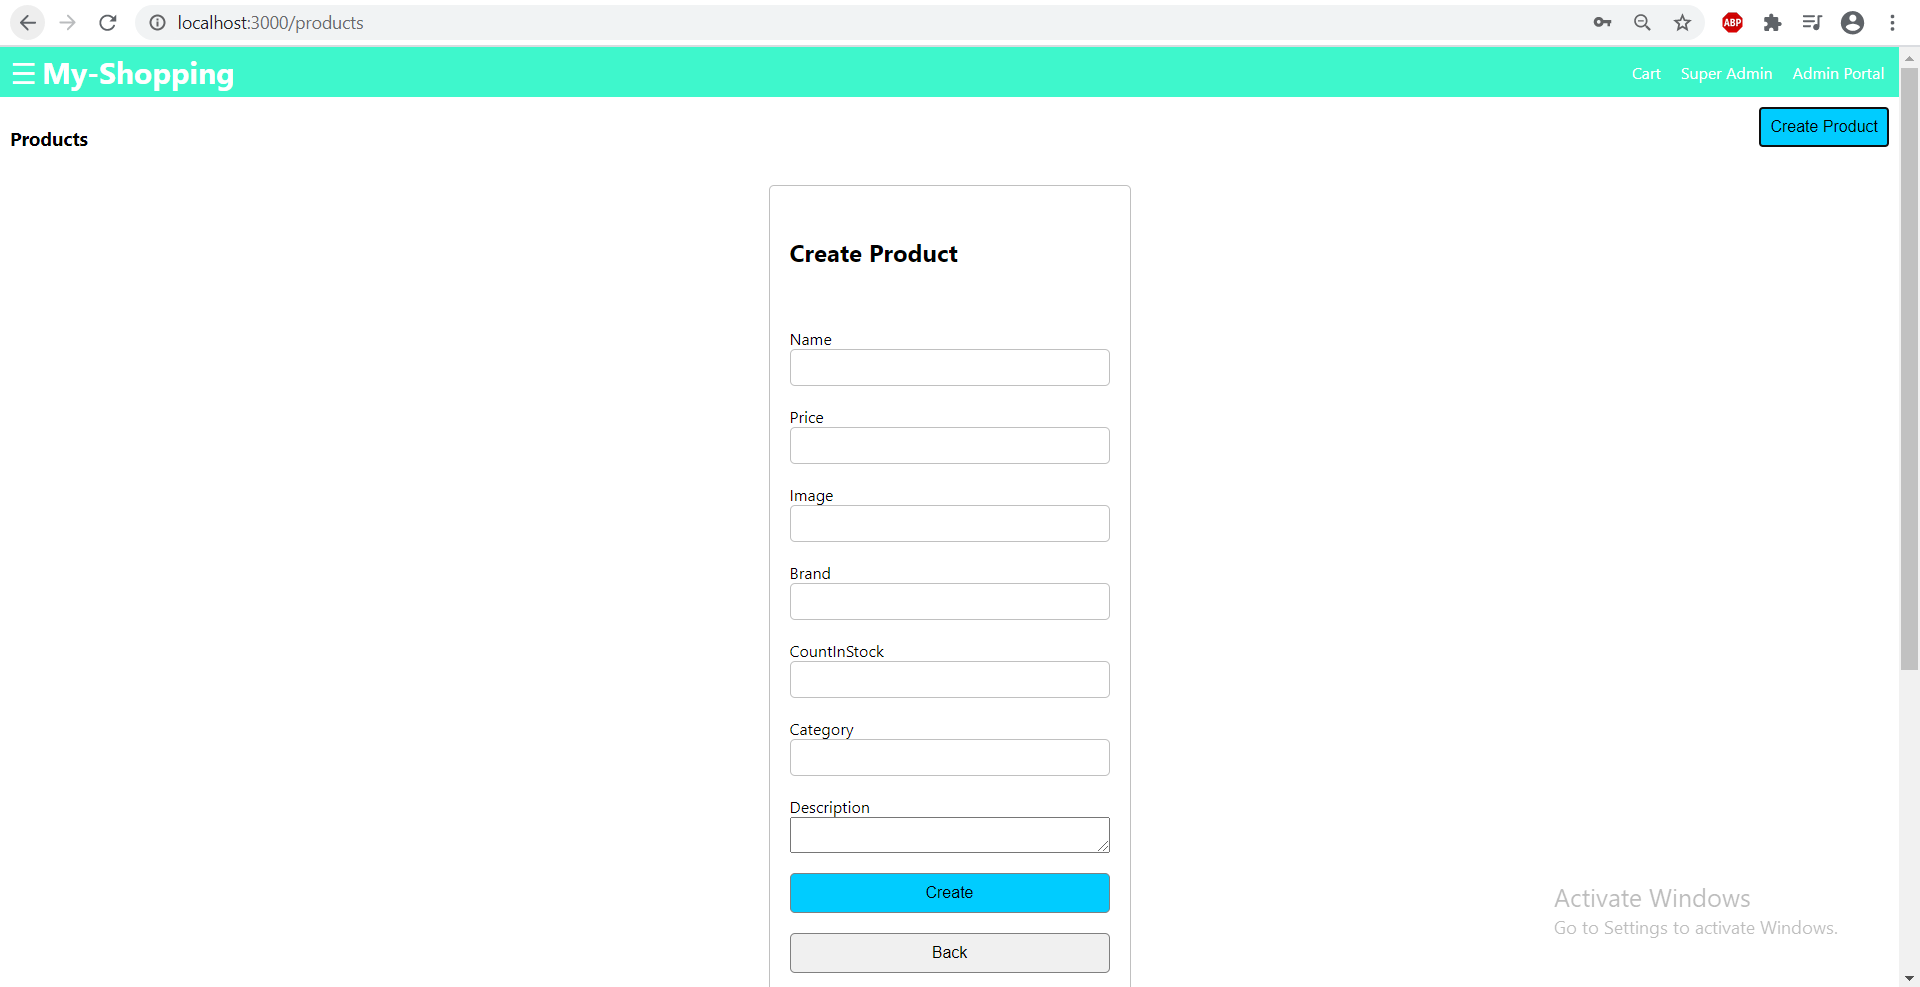 localhost:3000/products
ABP
☰ My-Shopping
Cart Super Admin Admin Portal
Create Product
Products
Create Product
Name
Price
Image
Brand
CountInStock
Category
Description
Create
Back
Activate Windows
Go to Settings to activate Windows.